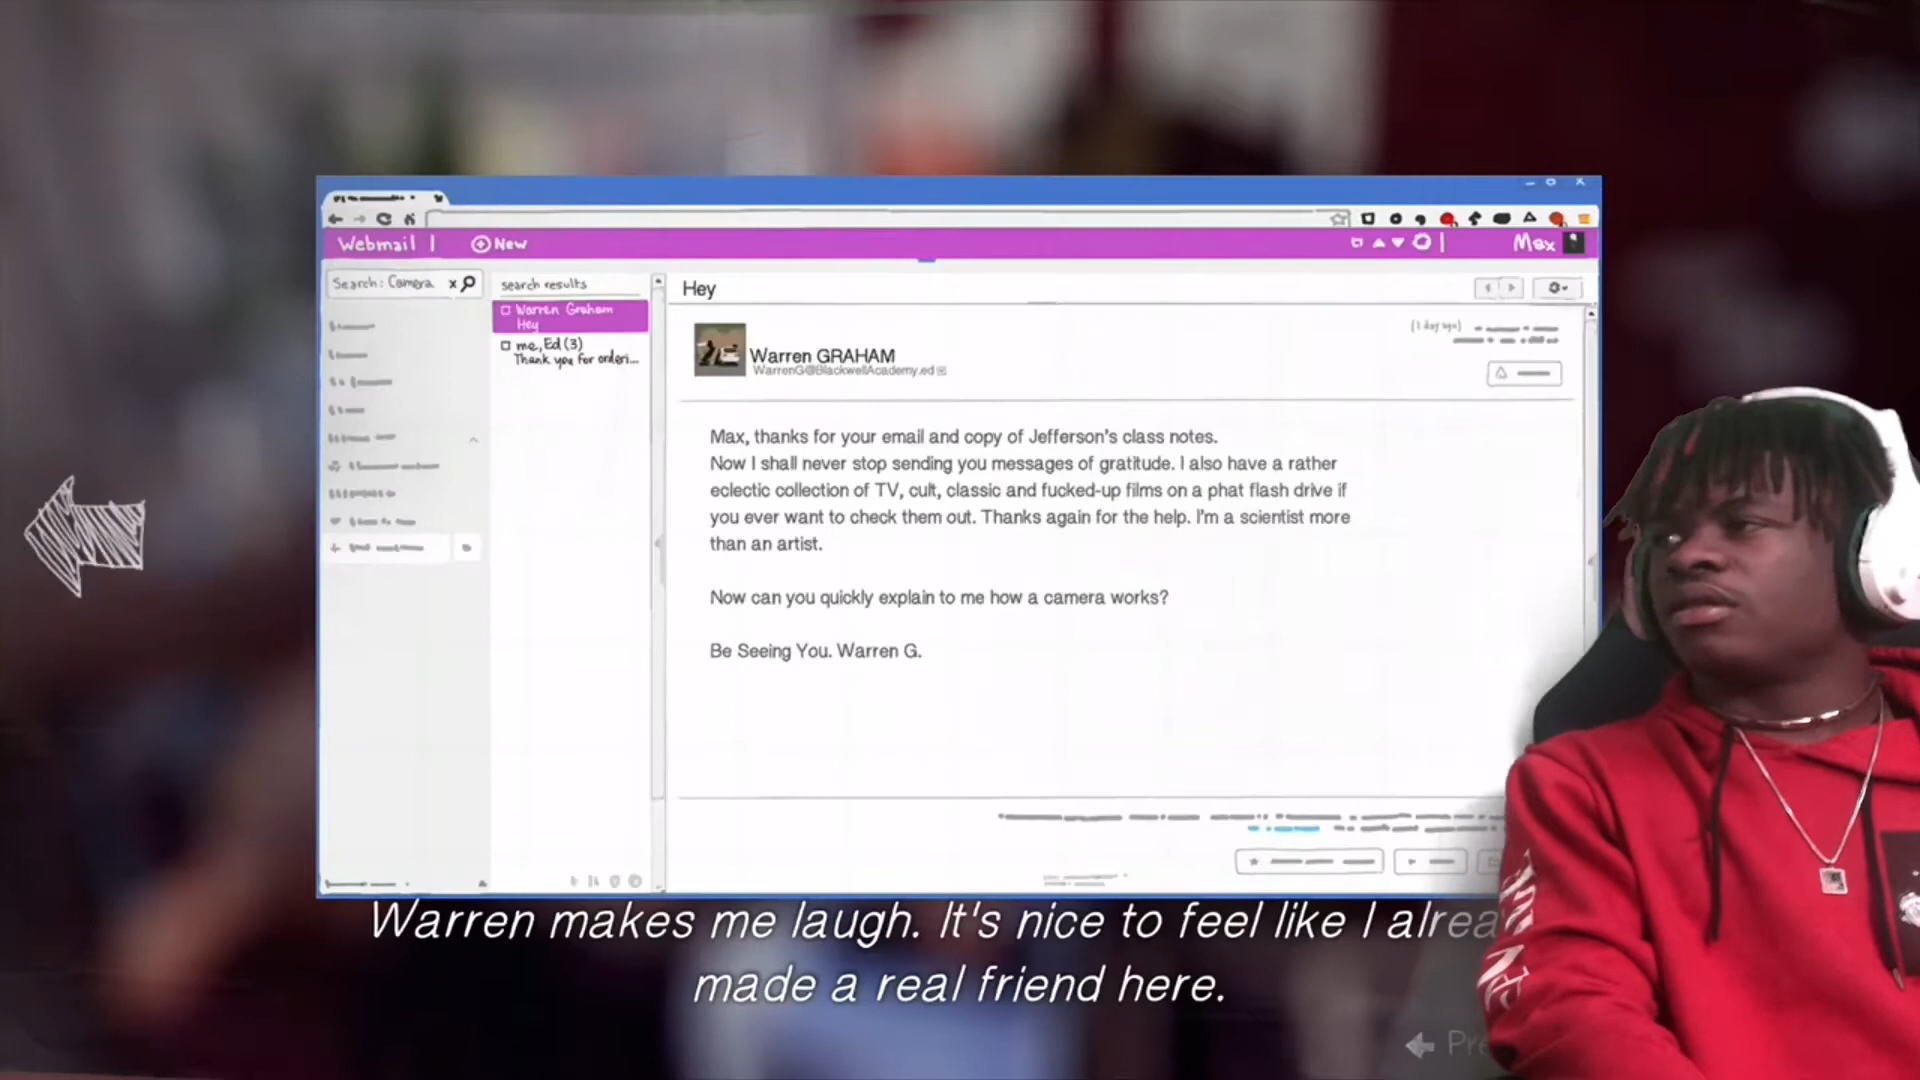 Webmail |
New
Max
Search: Camera x
search results
Hey
Warren Graham
Hey
me, Ed (3)
Thank you for orderi...
(1 day ago)
Warren GRAHAM
WarrenG@BlackwellAcademy.ed
Max, thanks for your email and copy of Jefferson's class notes.
Now I shall never stop sending you messages of gratitude. I also have a rather
eclectic collection of TV, cult, classic and fucked-up films on a phat flash drive if
you ever want to check them out. Thanks again for the help. I'm a scientist more
than an artist.
Now can you quickly explain to me how a camera works?
Be Seeing You. Warren G.
Warren makes me laugh. It's nice to feel like I alrea
made a real friend here.